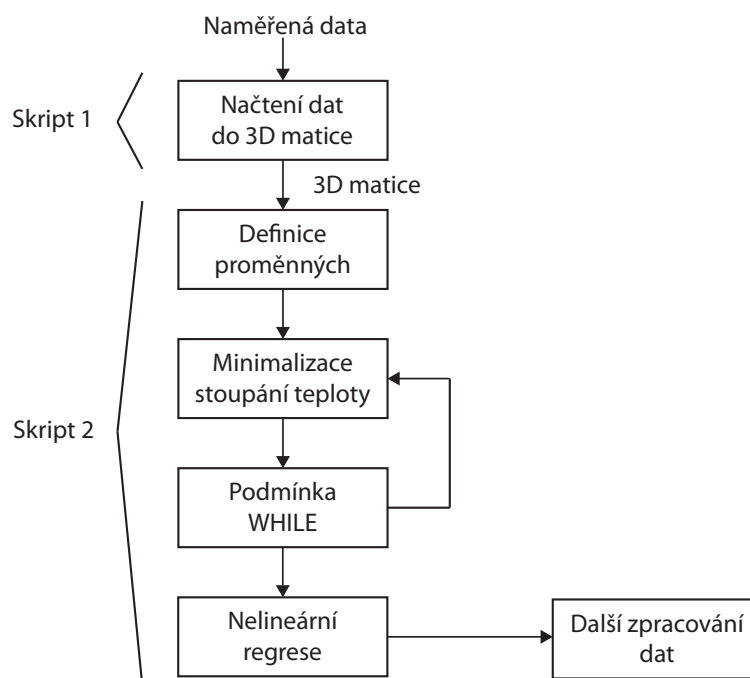 Naměřená data
Skript 1
Načtení dat
do 3D matice
3D matice
Definice
proměnných
Minimalizace
stoupání teploty
Skript 2
Podmínka
WHILE
Nelineární
regrese
Další zpracování
dat